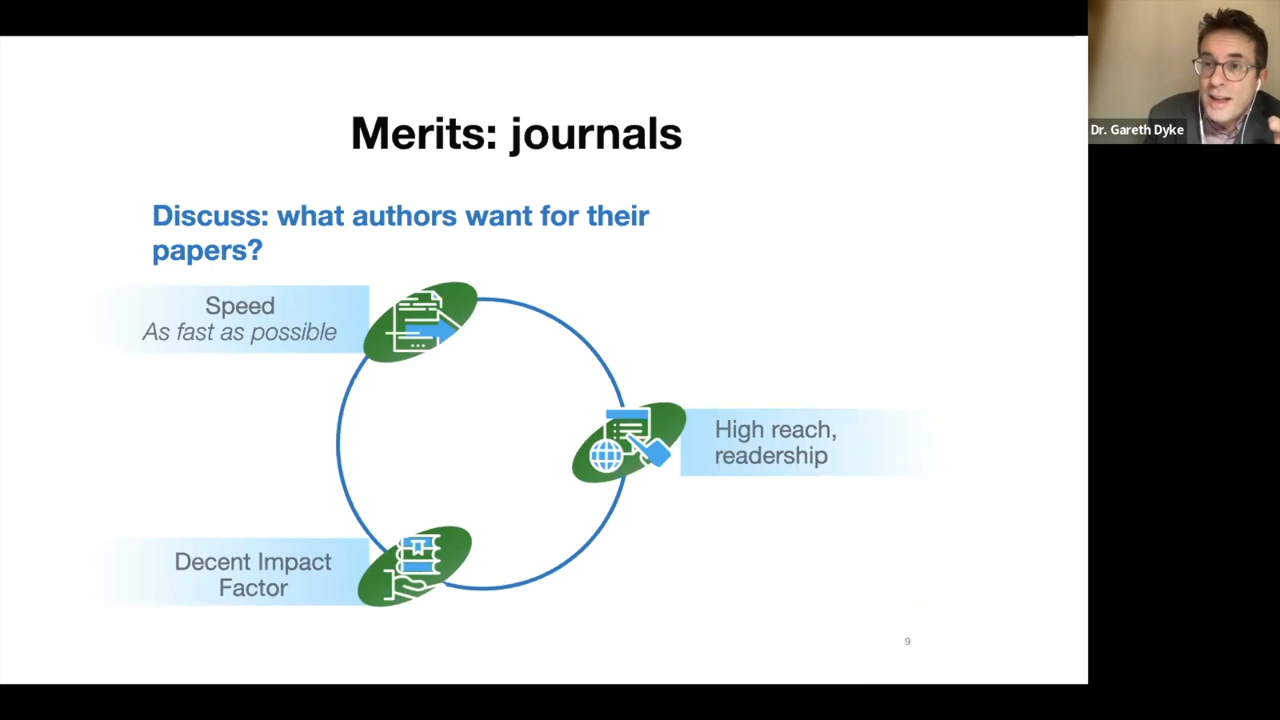 Merits: journals
Discuss: what authors want for their
papers?
Speed
As fast as possible
High reach,
readership
Decent Impact
Factor
9
Dr. Gareth Dyke